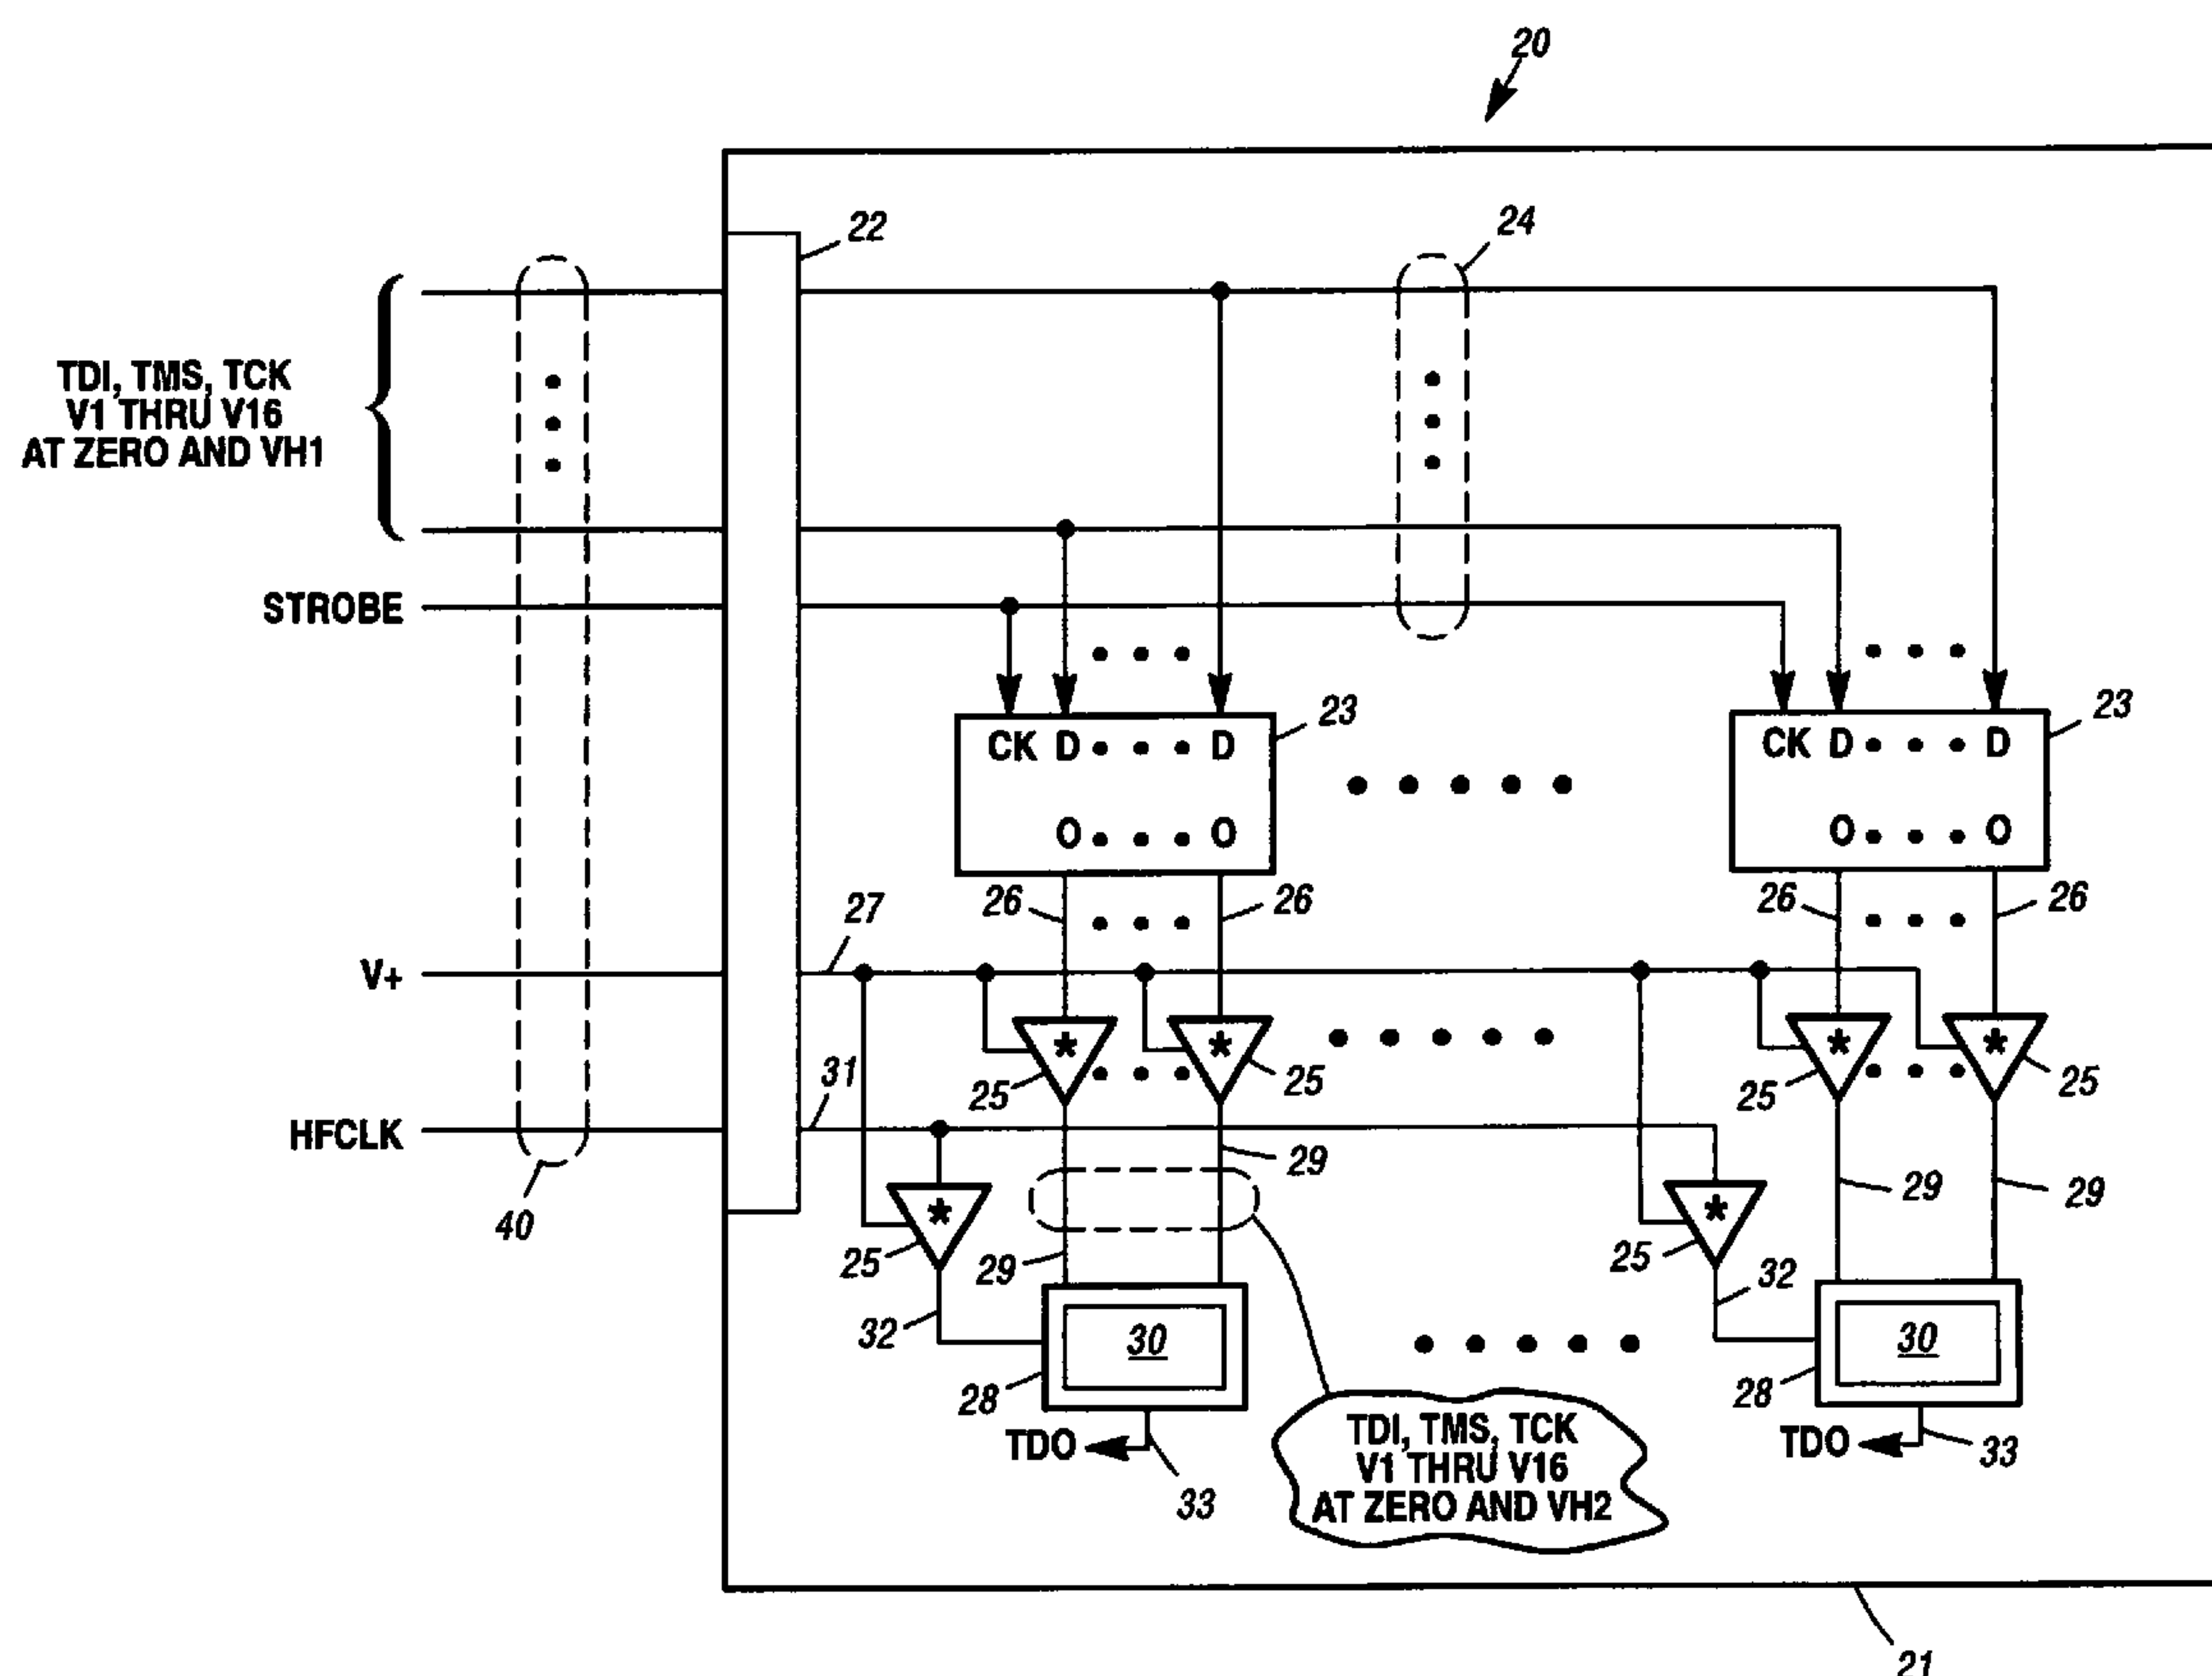 20
22
24
TDI, TMS, TCK
V1 THRU V16
AT ZERO AND VH1
STROBE
23
23
CK D D
CK D D
O O
O O
26
26
26
26
27
V+
* * * *
25
25
25
25
31
HFCLK
29
29
29
40
* *
25
29
25
32
32
30
30
28
28
TDO
TDO
33
33
TDI, TMS, TCK
V1 THRU V16
AT ZERO AND VH2
21